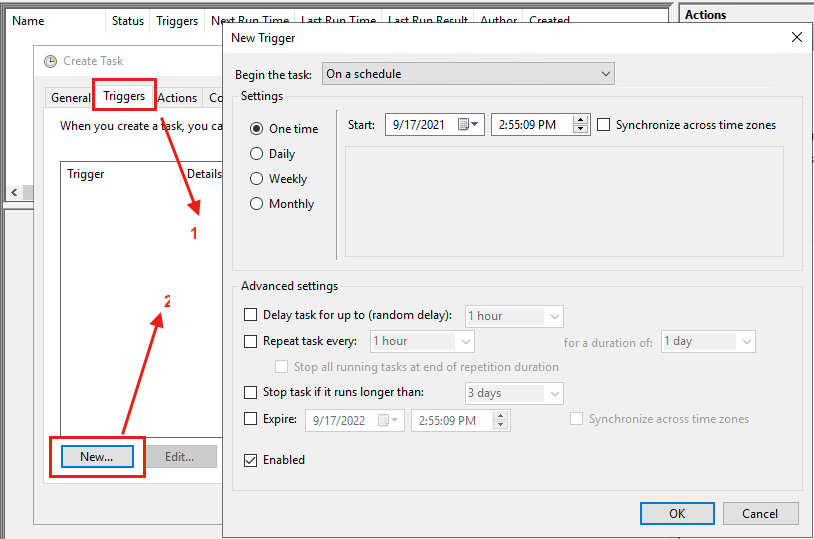 Name Status Triggers Next Run Time Last Run Time Last Run Result Author Created
Actions
Create Task
General Triggers Actions Co
When you create a task, you ca
Trigger Details
1
2
New... Edit...
New Trigger
Begin the task: On a schedule
Settings
One time
Daily
Weekly
Monthly
Start: 9/17/2021 2:55:09 PM Synchronize across time zones
Advanced settings
Delay task for up to (random delay): 1 hour
Repeat task every: 1 hour for a duration of: 1 day
Stop all running tasks at end of repetition duration
Stop task if it runs longer than: 3 days
Expire: 9/17/2022 2:55:09 PM Synchronize across time zones
Enabled
OK Cancel